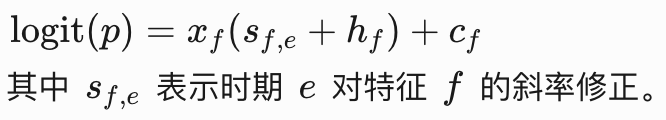 logit(p) = x_f(s_{f,e} + h_f) + c_f
其中 s_{f,e} 表示时期 e 对特征 f 的斜率修正。